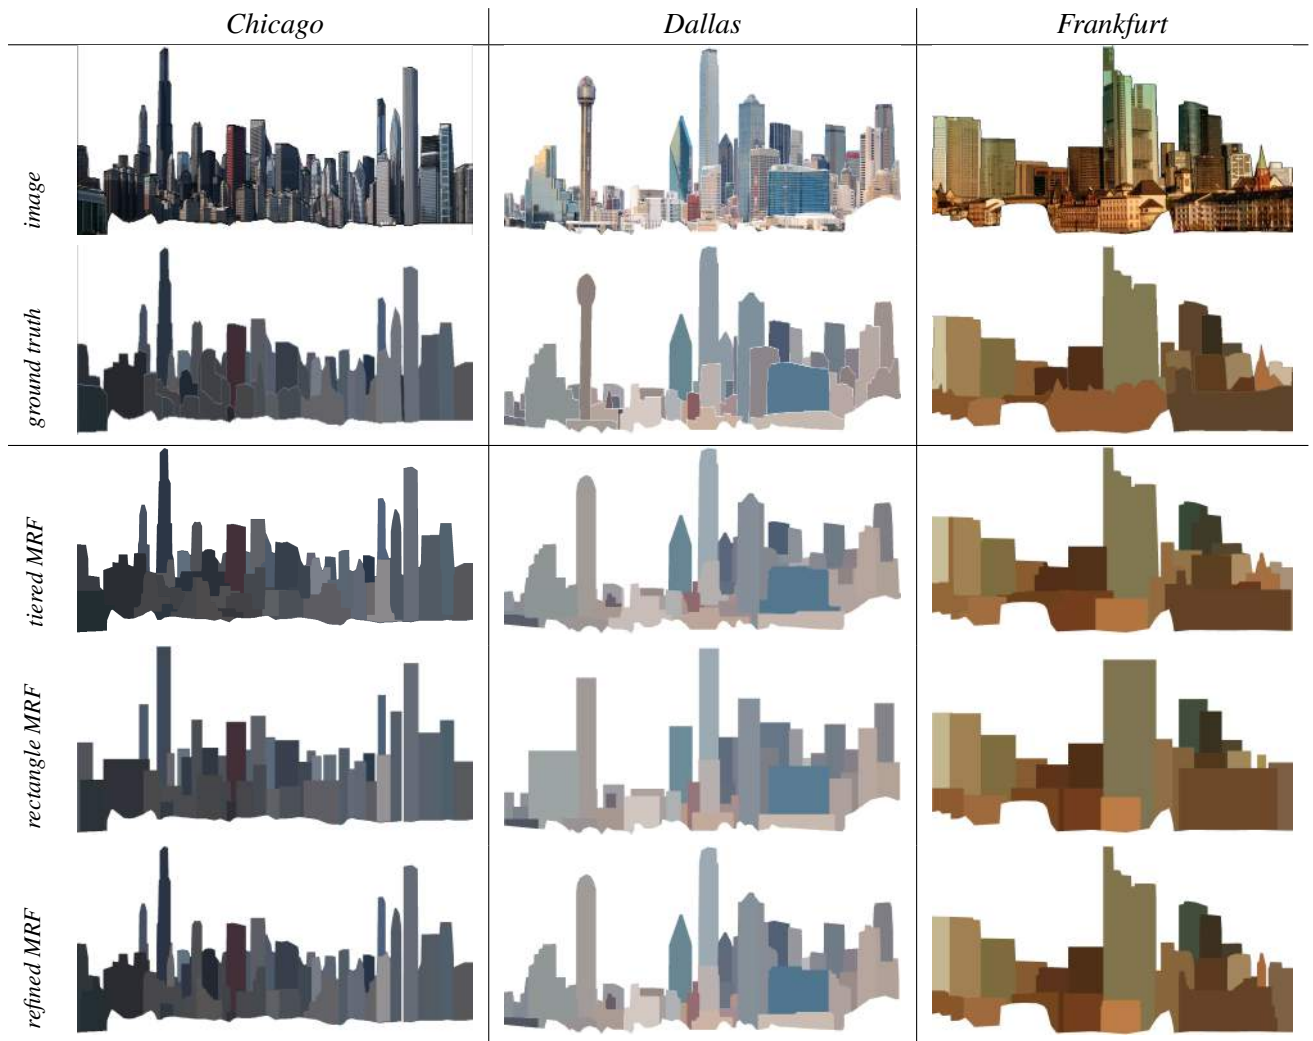 Chicago
Dallas
Frankfurt
image
ground truth
tiered MRF
rectangle MRF
refined MRF